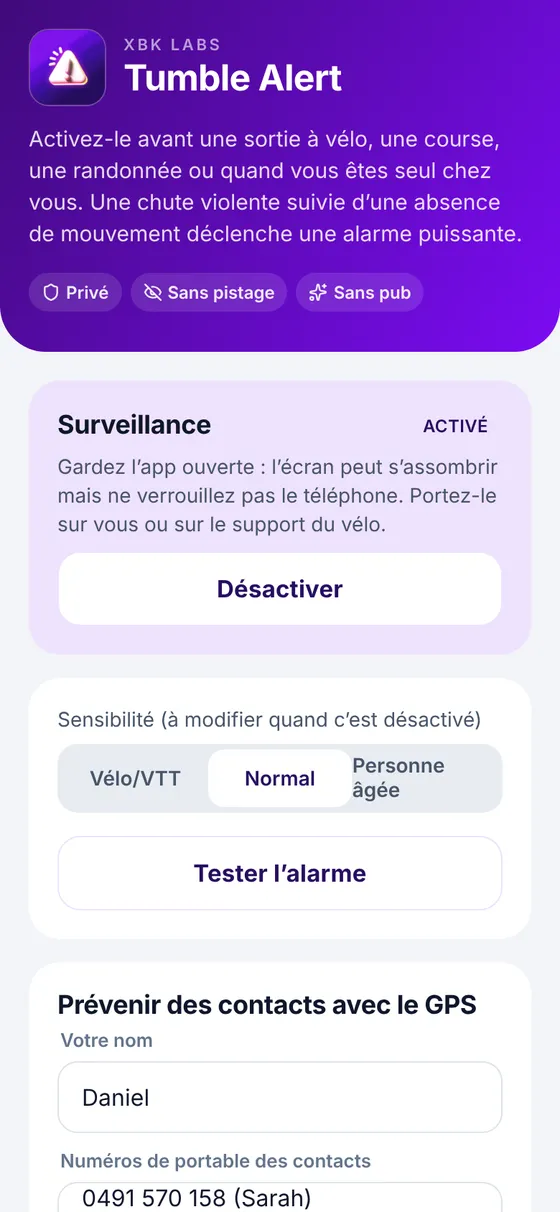 XBK LABS
Tumble Alert
Activez-le avant une sortie à vélo, une course,
une randonnée ou quand vous êtes seul chez
vous. Une chute violente suivie d’une absence
de mouvement déclenche une alarme puissante.
Privé
Sans pistage
Sans pub
Surveillance
ACTIVÉ
Gardez l’app ouverte : l’écran peut s’assombrir
mais ne verrouillez pas le téléphone. Portez-le
sur vous ou sur le support du vélo.
Désactiver
Sensibilité (à modifier quand c’est désactivé)
Vélo/VTT
Normal
Personne
âgée
Tester l’alarme
Prévenir des contacts avec le GPS
Votre nom
Daniel
Numéros de portable des contacts
0491 570 158 (Sarah)